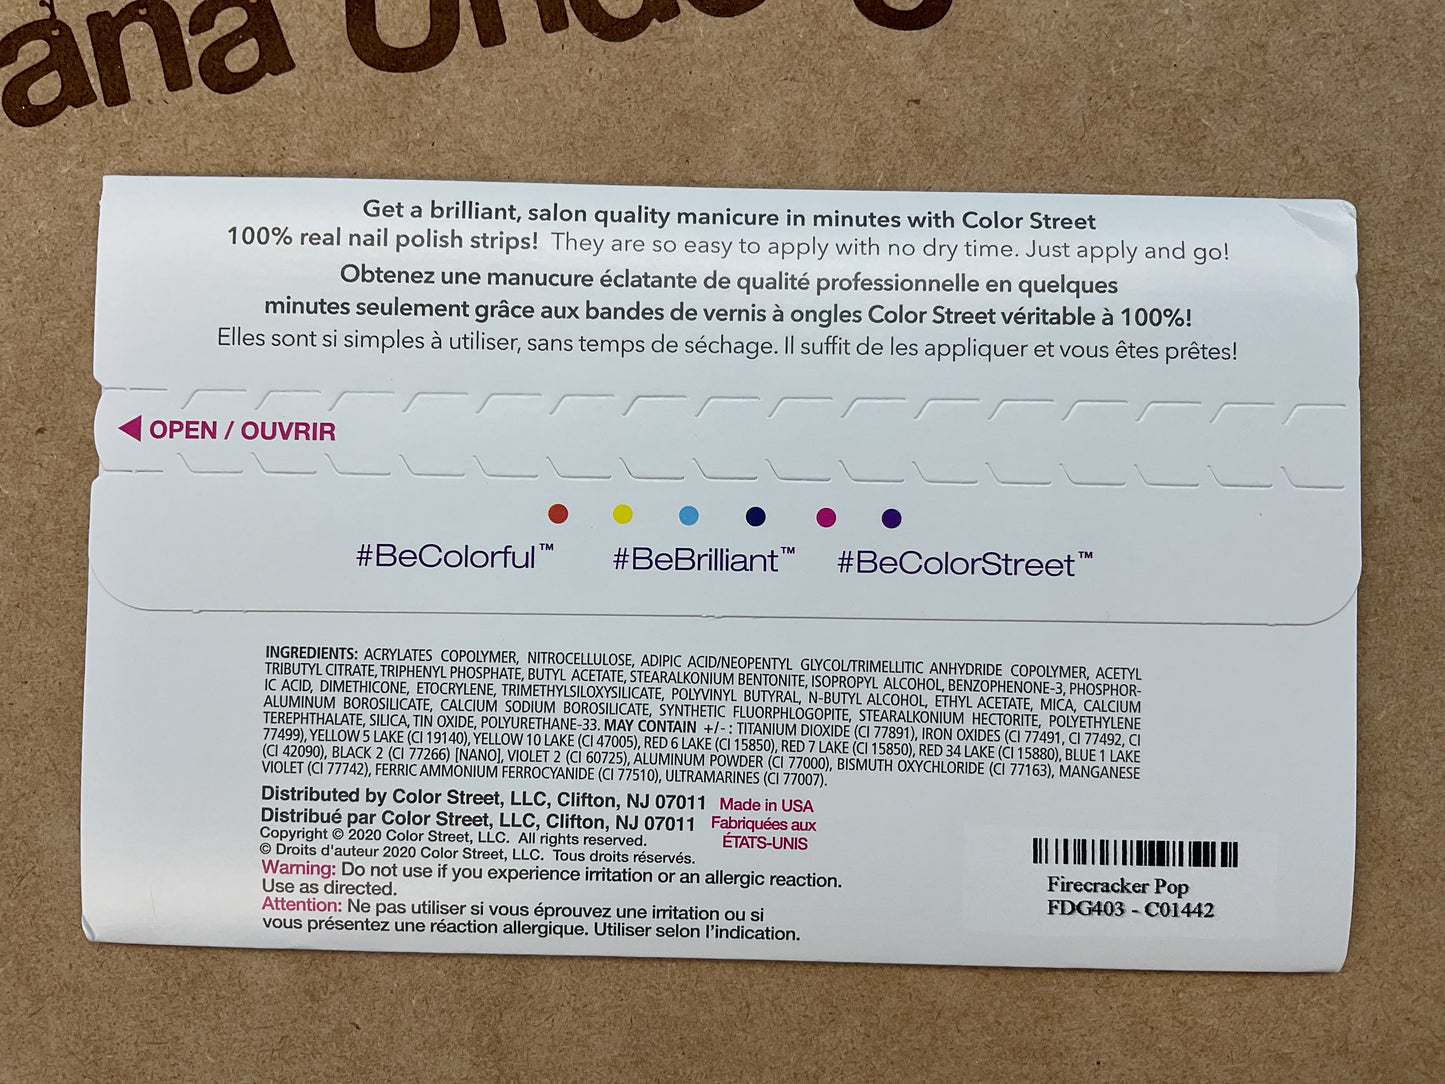 Get a brilliant, salon quality manicure in minutes with Color Street
100% real nail polish strips! They are so easy to apply with no dry time. Just apply and go!
Obtenez une manucure éclatante de qualité professionnelle en quelques
minutes seulement grâce aux bandes de vernis à ongles Color Street véritable à 100%!
Elles sont si simples à utiliser, sans temps de séchage. Il suffit de les appliquer et vous êtes prêtes!
OPEN / OUVRIR
#BeColorful™ #BeBrilliant™ #BeColorStreet™
INGREDIENTS: ACRYLATES COPOLYMER, NITROCELLULOSE, ADIPIC ACID/NEOPENTYL GLYCOL/TRIMELLITIC ANHYDRIDE COPOLYMER, ACETYL
TRIBUTYL CITRATE, TRIPHENYL PHOSPHATE, BUTYL ACETATE, STEARALKONIUM BENTONITE, ISOPROPYL ALCOHOL, BENZOPHENONE-3, PHOSPHOR-
IC ACID, DIMETHICONE, ETOCRYLENE, TRIMETHYLSILOXYSILICATE, POLYVINYL BUTYRAL, N-BUTYL ALCOHOL, ETHYL ACETATE, MICA, CALCIUM
ALUMINUM BOROSILICATE, CALCIUM SODIUM BOROSILICATE, SYNTHETIC FLUORPHLOGOPITE, STEARALKONIUM HECTORITE, POLYETHYLENE
TEREPHTHALATE, SILICA, TIN OXIDE, POLYURETHANE-33. MAY CONTAIN +/- : TITANIUM DIOXIDE (CI 77891), IRON OXIDES (CI 77491, CI 77492, CI
77499), YELLOW 5 LAKE (CI 19140), YELLOW 10 LAKE (CI 47005), RED 6 LAKE (CI 15850), RED 7 LAKE (CI 15850), RED 34 LAKE (CI 15880), BLUE 1 LAKE
(CI 42090), BLACK 2 (CI 77266) [NANO], VIOLET 2 (CI 60725), ALUMINUM POWDER (CI 77000), BISMUTH OXYCHLORIDE (CI 77163), MANGANESE
VIOLET (CI 77742), FERRIC AMMONIUM FERROCYANIDE (CI 77510), ULTRAMARINES (CI 77007).
Distributed by Color Street, LLC, Clifton, NJ 07011
Distribué par Color Street, LLC, Clifton, NJ 07011
Made in USA
Fabriquées aux
ÉTATS-UNIS
Copyright © 2020 Color Street, LLC. All rights reserved.
© Droits d'auteur 2020 Color Street, LLC. Tous droits réservés.
Warning: Do not use if you experience irritation or an allergic reaction.
Use as directed.
Attention: Ne pas utiliser si vous éprouvez une irritation ou si
vous présentez une réaction allergique. Utiliser selon l'indication.
Firecracker Pop
FDG403 - C01442